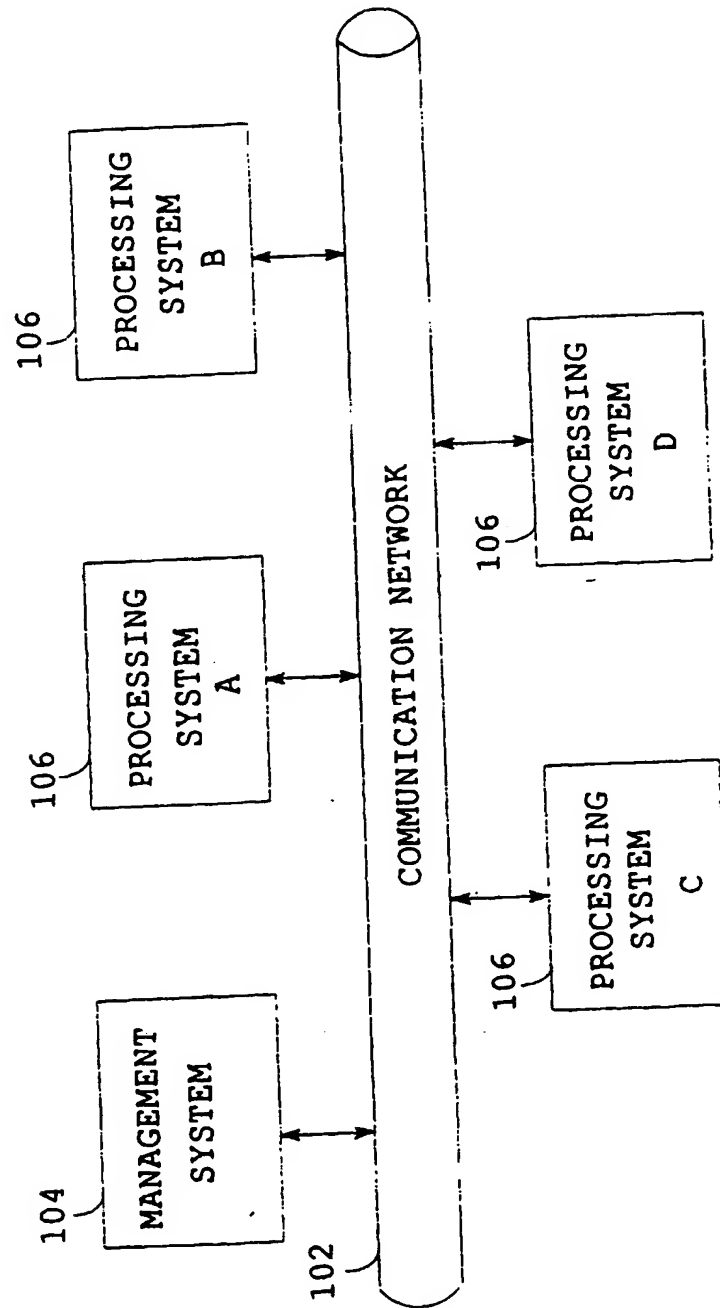 104
MANAGEMENT
SYSTEM
106
PROCESSING
SYSTEM
A
106
PROCESSING
SYSTEM
B
102
COMMUNICATION NETWORK
106
PROCESSING
SYSTEM
C
106
PROCESSING
SYSTEM
D